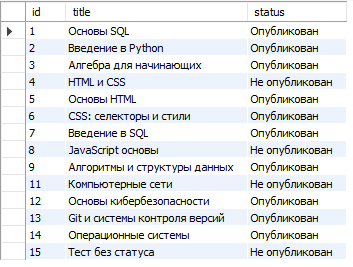 id title status
1 Основы SQL Опубликован
2 Введение в Python Опубликован
3 Алгебра для начинающих Опубликован
4 HTML и CSS Не опубликован
5 Основы HTML Опубликован
6 CSS: селекторы и стили Опубликован
7 Введение в SQL Опубликован
8 JavaScript основы Не опубликован
9 Алгоритмы и структуры данных Опубликован
11 Компьютерные сети Не опубликован
12 Основы кибербезопасности Опубликован
13 Git и системы контроля версий Опубликован
14 Операционные системы Опубликован
15 Тест без статуса Не опубликован